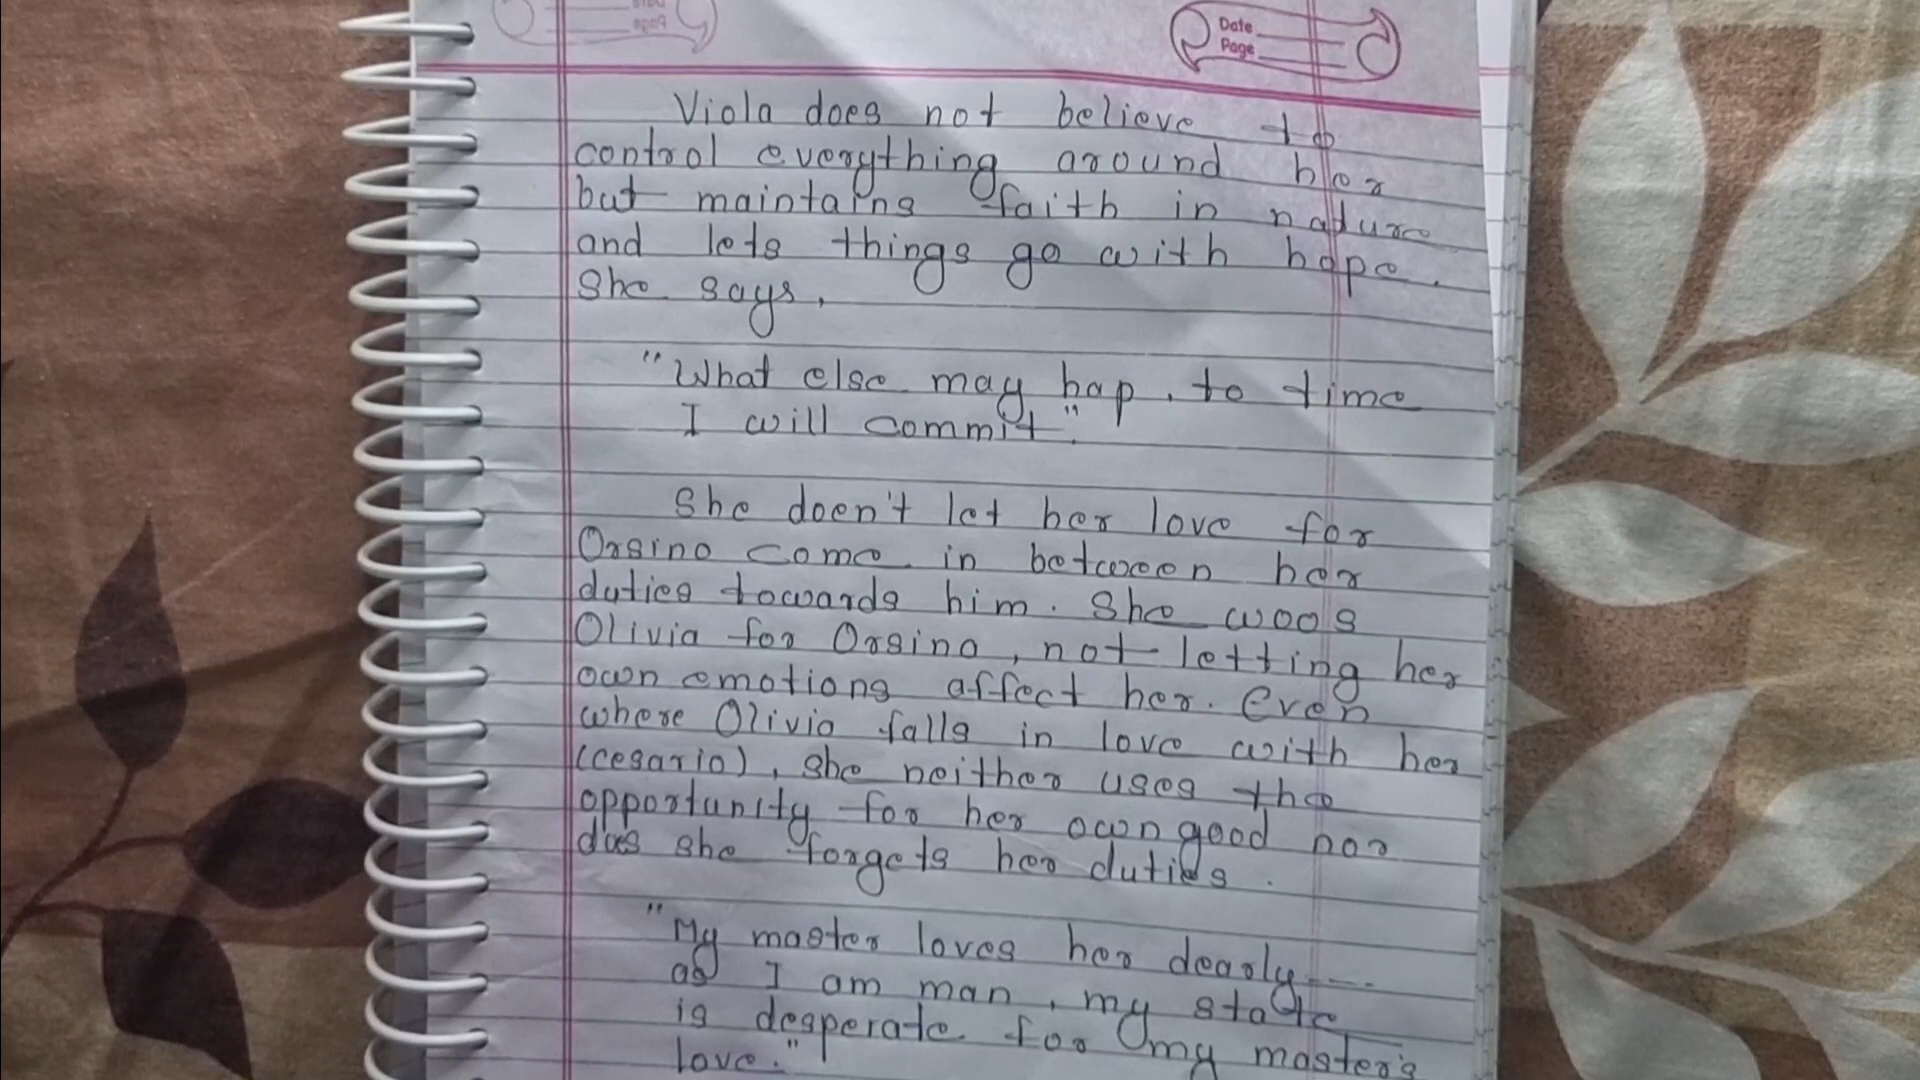 Date
Page
Viola does not believe to
control everything around her
but maintains faith in nature
and lets things go with hope.
She says,
"What else may hap, to time
I will commit"
She doen't let her love for
Orsino come in between her
duties towards him. She woos
Olivia for Orsino, not letting her
own emotions affect her. Even
where Olivia falls in love with her
(cesario), she neither uses the
opportunity for her own good nor
does she forgets her duties.
"My master loves her dearly....
as I am man, my state
is desperate for my master's
love."